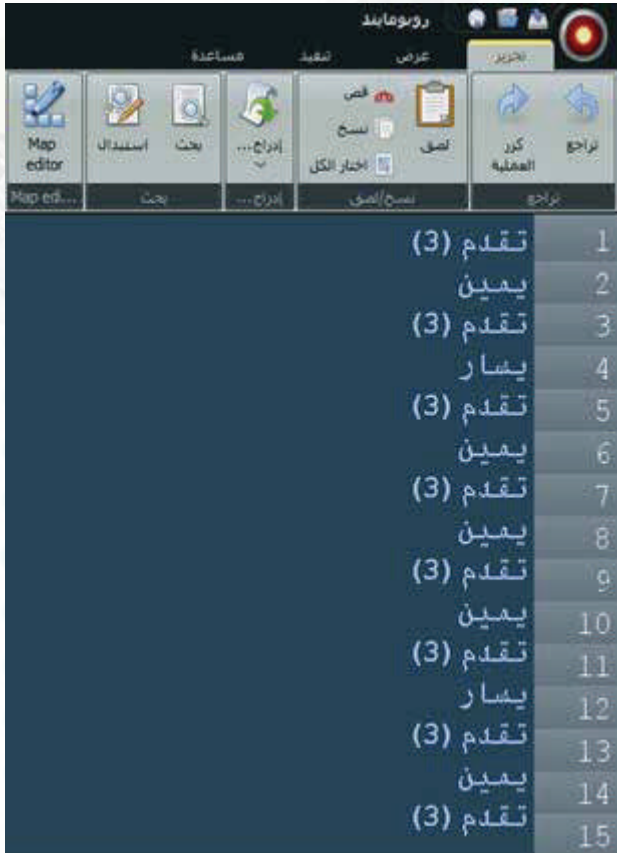 روبومايند
تحرير عرض تنفيذ مساعدة
تراجع كرر العملية لصق قص نسخ اختار الكل إدراج... بحث استبدال Map editor
تراجع نسخ/لصق إدراج... بحث Map edi...
1 تقدم (3)
2 يمين
3 تقدم (3)
4 يسار
5 تقدم (3)
6 يمين
7 تقدم (3)
8 يمين
9 تقدم (3)
10 يمين
11 تقدم (3)
12 يسار
13 تقدم (3)
14 يمين
15 تقدم (3)